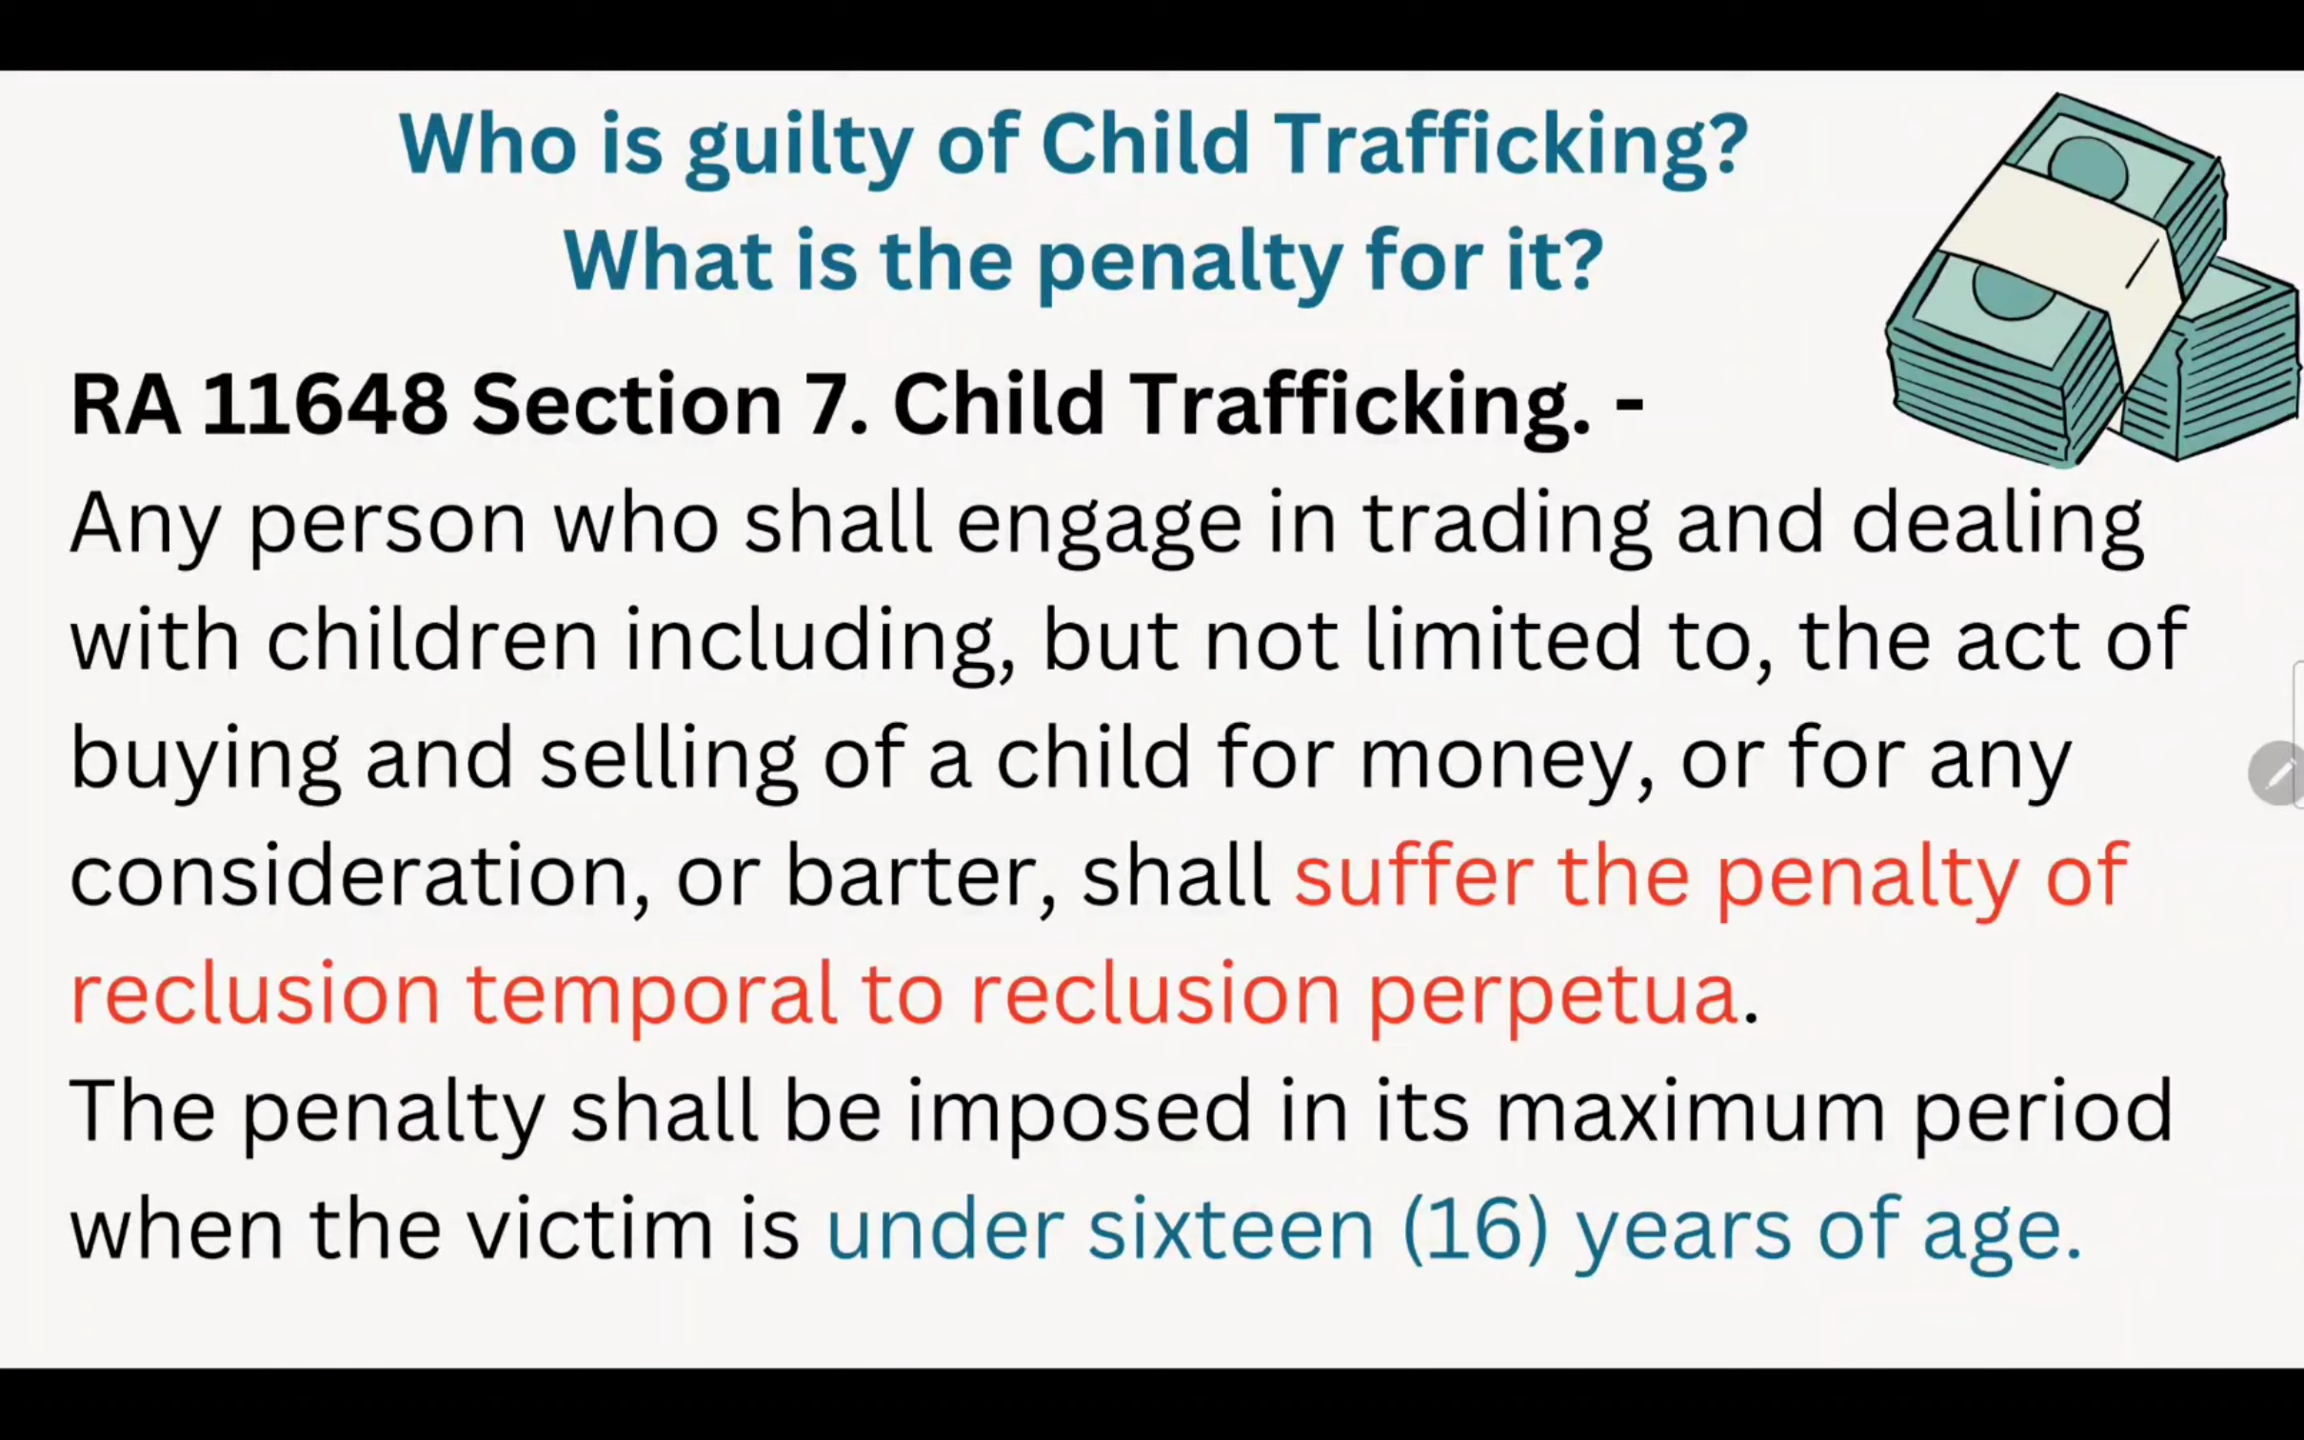 Who is guilty of Child Trafficking?
What is the penalty for it?
RA 11648 Section 7. Child Trafficking. -
Any person who shall engage in trading and dealing
with children including, but not limited to, the act of
buying and selling of a child for money, or for any
consideration, or barter, shall suffer the penalty of
reclusion temporal to reclusion perpetua.
The penalty shall be imposed in its maximum period
when the victim is under sixteen (16) years of age.